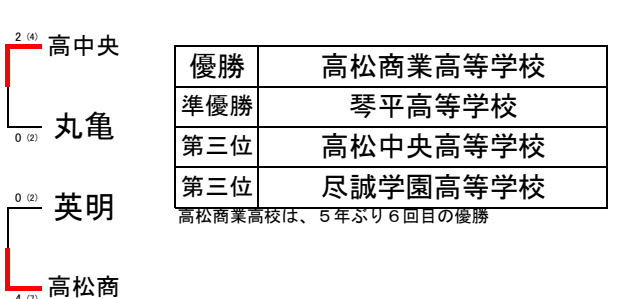 2 (4) 高中央
0 (2) 丸亀
0 (2) 英明
4 (7) 高松商
優勝 高松商業高等学校
準優勝 琴平高等学校
第三位 高松中央高等学校
第三位 尽誠学園高等学校
高松商業高校は、５年ぶり６回目の優勝